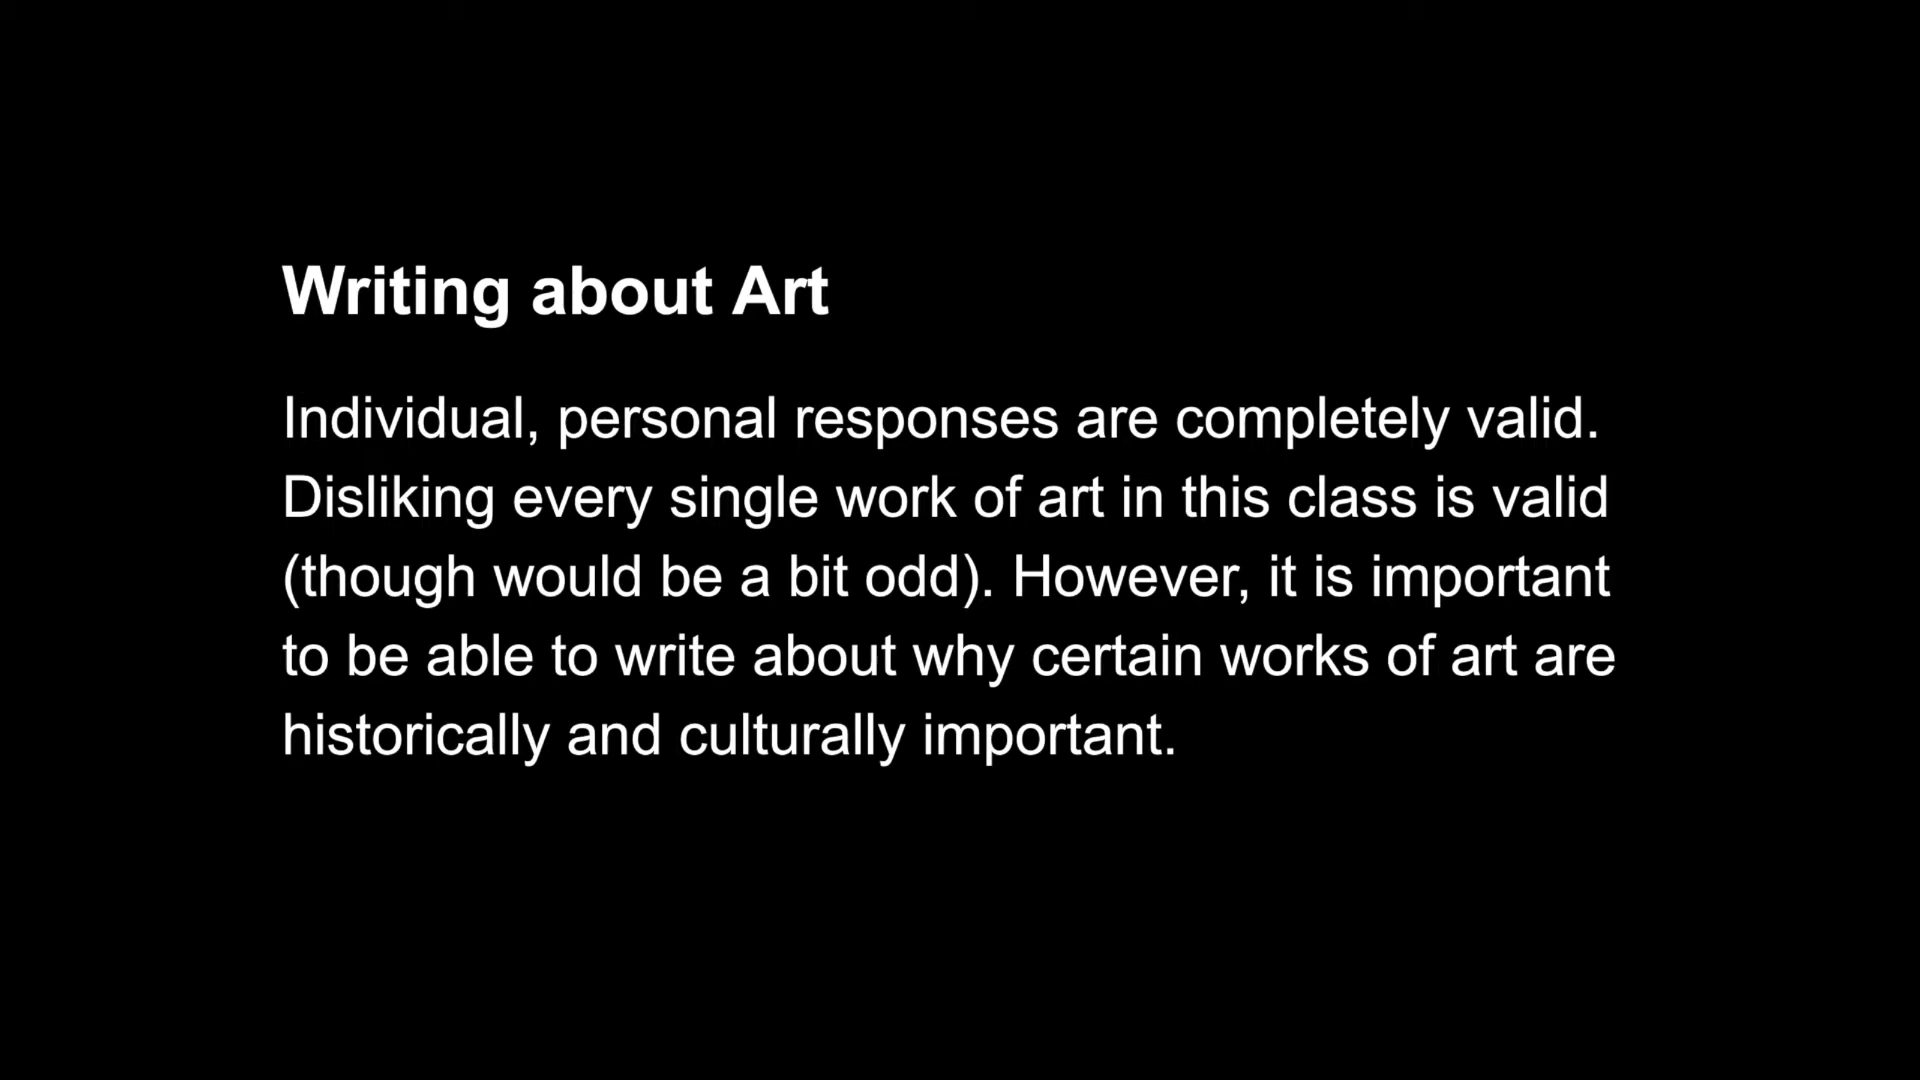 Writing about Art
Individual, personal responses are completely valid.
Disliking every single work of art in this class is valid
(though would be a bit odd). However, it is important
to be able to write about why certain works of art are
historically and culturally important.